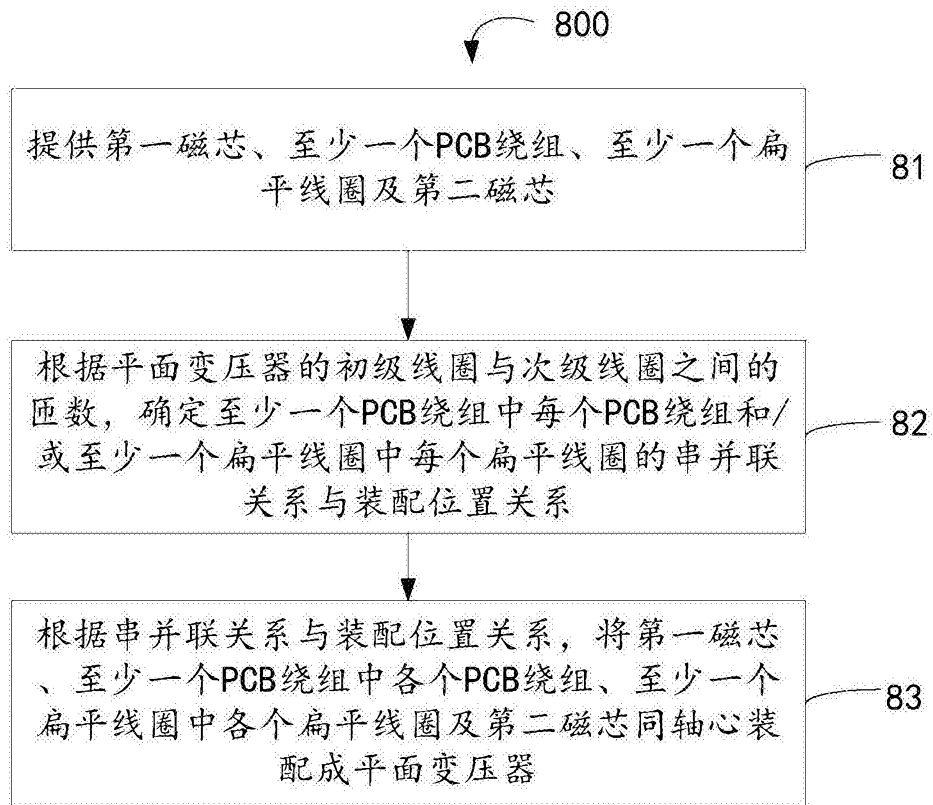 800
提供第一磁芯、至少一个PCB绕组、至少一个扁
平线圈及第二磁芯
81
根据平面变压器的初级线圈与次级线圈之间的
匝数，确定至少一个PCB绕组中每个PCB绕组和/
或至少一个扁平线圈中每个扁平线圈的串并联
关系与装配位置关系
82
根据串并联关系与装配位置关系，将第一磁芯
、至少一个PCB绕组中各个PCB绕组、至少一个
扁平线圈中各个扁平线圈及第二磁芯同轴心装
配成平面变压器
83